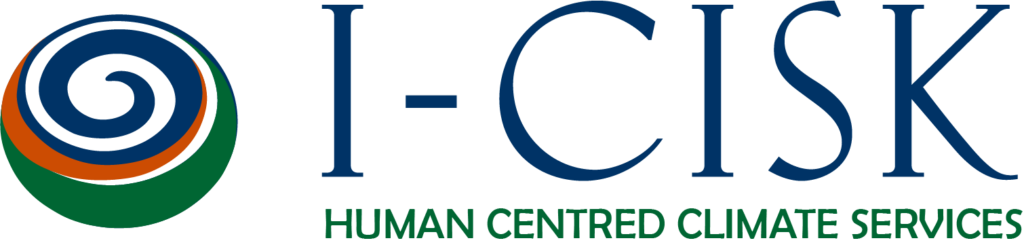 I-CISK
HUMAN CENTRED CLIMATE SERVICES